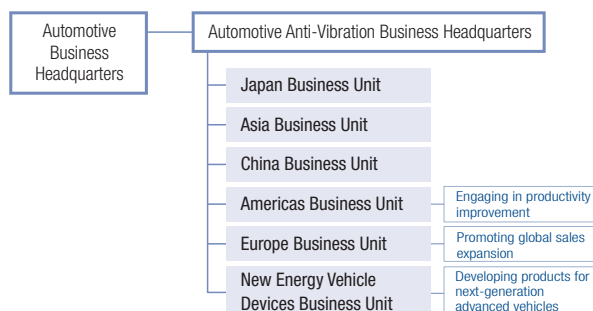 Automotive
Business
Headquarters
Automotive Anti-Vibration Business Headquarters
Japan Business Unit
Asia Business Unit
China Business Unit
Americas Business Unit
Engaging in productivity
improvement
Europe Business Unit
Promoting global sales
expansion
New Energy Vehicle
Devices Business Unit
Developing products for
next-generation
advanced vehicles